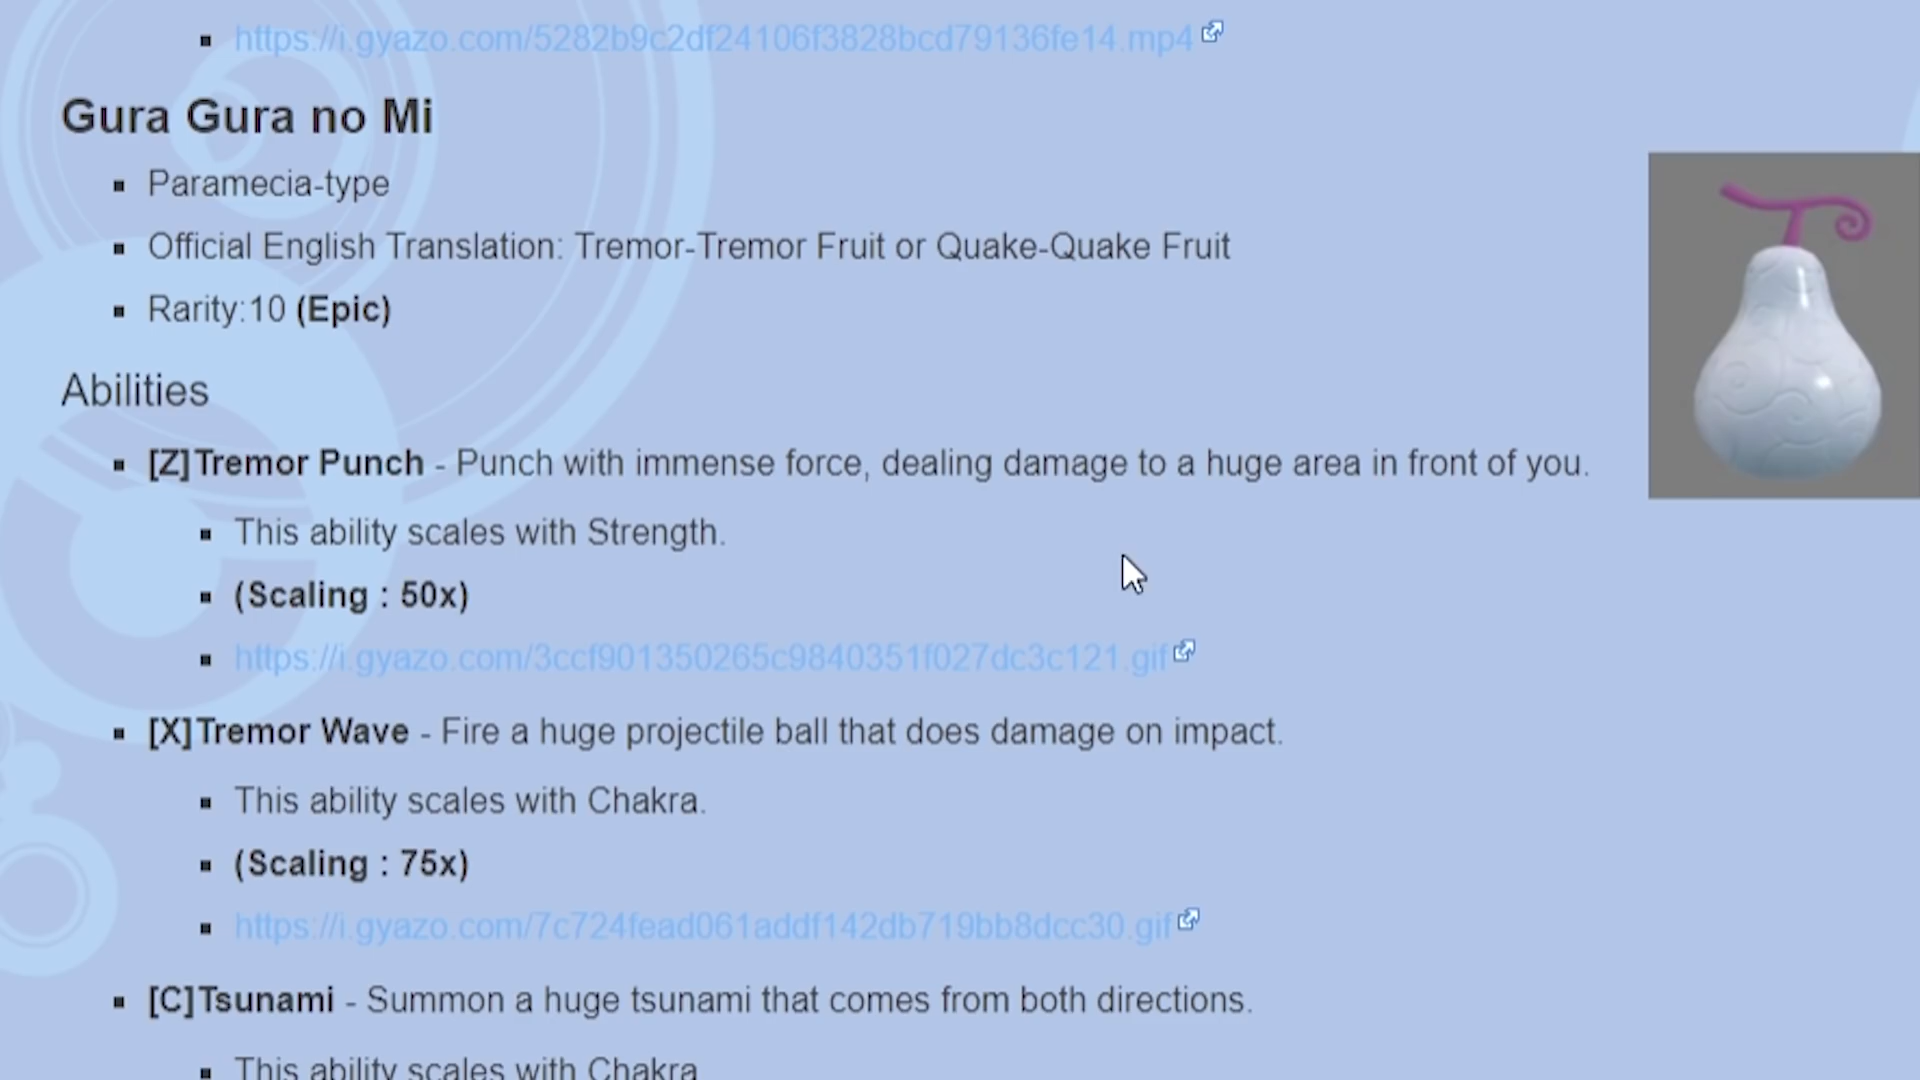 https://i.gyazo.com/5282b9c2df24106f3828bcd79136fe14.mp4
Gura Gura no Mi
Paramecia-type
Official English Translation: Tremor-Tremor Fruit or Quake-Quake Fruit
Rarity:10 (Epic)
Abilities
[Z]Tremor Punch - Punch with immense force, dealing damage to a huge area in front of you.
This ability scales with Strength.
(Scaling : 50x)
https://i.gyazo.com/3ccf901350265c9840351f027dc3c121.gif
[X]Tremor Wave - Fire a huge projectile ball that does damage on impact.
This ability scales with Chakra.
(Scaling : 75x)
https://i.gyazo.com/7c724fead061addf142db719bb8dcc30.gif
[C]Tsunami - Summon a huge tsunami that comes from both directions.
This ability scales with Chakra